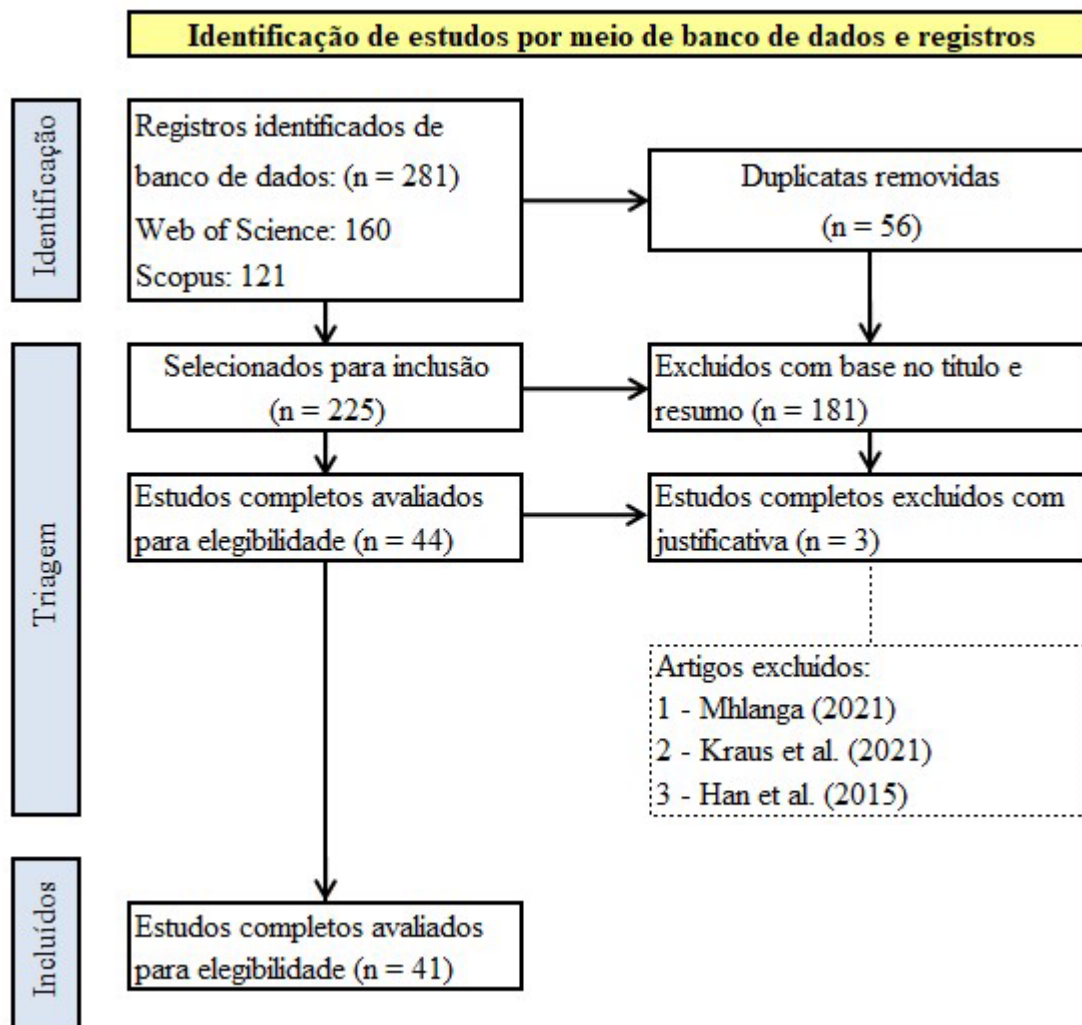 Identificação de estudos por meio de banco de dados e registros
Identificação
Registros identificados de
banco de dados: (n = 281)
Web of Science: 160
Scopus: 121
Duplicatas removidas
(n = 56)
Triagem
Selecionados para inclusão
(n = 225)
Excluídos com base no título e
resumo (n = 181)
Estudos completos avaliados
para elegibilidade (n = 44)
Estudos completos excluídos com
justificativa (n = 3)
Artigos excluídos:
1 - Mhlanga (2021)
2 - Kraus et al. (2021)
3 - Han et al. (2015)
Incluídos
Estudos completos avaliados
para elegibilidade (n = 41)